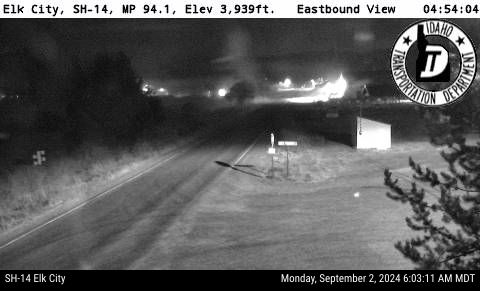 Elk City, SH-14, MP 94.1, Elev 3,939ft. Eastbound View 04:54:04
IDAHO
TRANSPORTATION DEPARTMENT
SH-14 Elk City
Monday, September 2, 2024 6:03:11 AM MDT